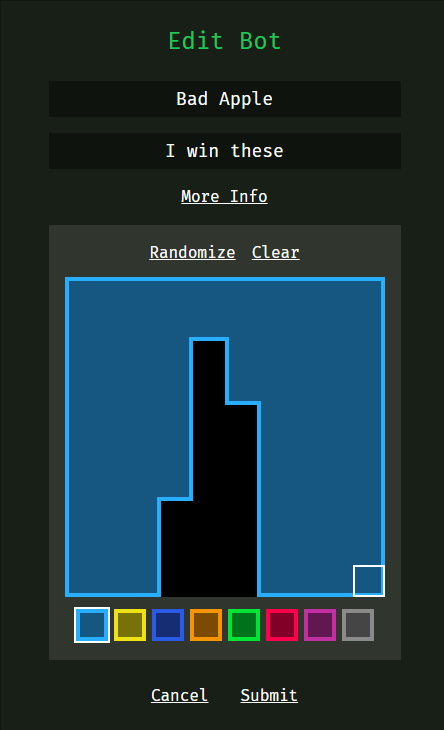 Edit Bot
Bad Apple
I win these
More Info
Randomize Clear
Cancel Submit